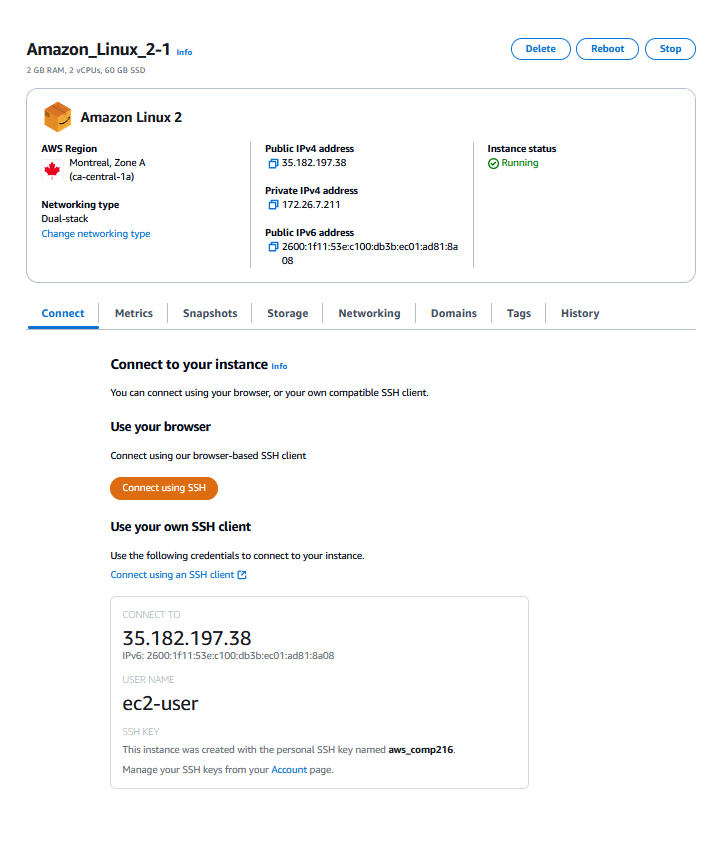 Amazon_Linux_2-1 Info
Delete
Reboot
Stop
2 GB RAM, 2 vCPUs, 60 GB SSD
Amazon Linux 2
AWS Region
Montreal, Zone A
(ca-central-1a)
Networking type
Dual-stack
Change networking type
Public IPv4 address
35.182.197.38
Private IPv4 address
172.26.7.211
Public IPv6 address
2600:1f11:53e:c100:db3b:ec01:ad81:8a
08
Instance status
Running
Connect
Metrics
Snapshots
Storage
Networking
Domains
Tags
History
Connect to your instance Info
You can connect using your browser, or your own compatible SSH client.
Use your browser
Connect using our browser-based SSH client
Connect using SSH
Use your own SSH client
Use the following credentials to connect to your instance.
Connect using an SSH client
CONNECT TO
35.182.197.38
IPv6: 2600:1f11:53e:c100:db3b:ec01:ad81:8a08
USER NAME
ec2-user
SSH KEY
This instance was created with the personal SSH key named aws_comp216.
Manage your SSH keys from your Account page.